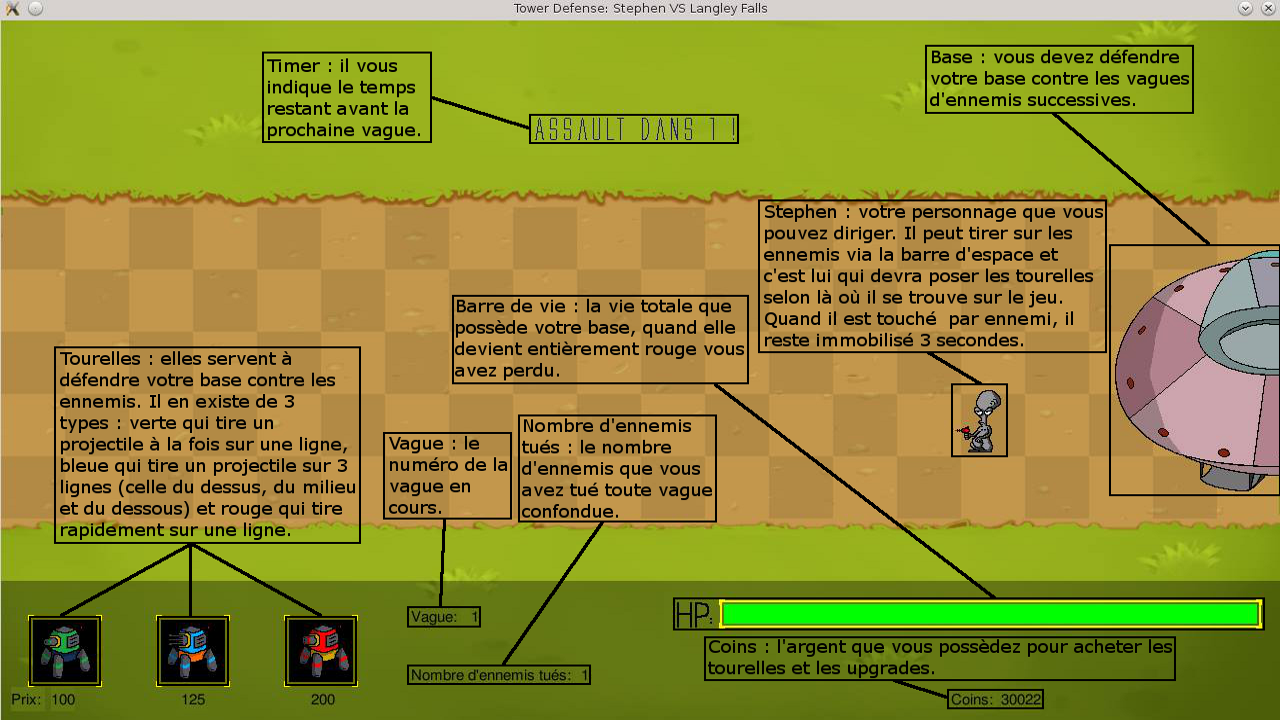 Tower Defense: Stephen VS Langley Falls
Timer : il vous
indique le temps
restant avant la
prochaine vague.
ASSAULT DANS 1 !
Base : vous devez défendre
votre base contre les vagues
d'ennemis successives.
Stephen : votre personnage que vous
pouvez diriger. Il peut tirer sur les
ennemis via la barre d'espace et
c'est lui qui devra poser les tourelles
selon là où il se trouve sur le jeu.
Quand il est touché  par ennemi, il
reste immobilisé 3 secondes.
Barre de vie : la vie totale que
possède votre base, quand elle
devient entièrement rouge vous
avez perdu.
Tourelles : elles servent à
défendre votre base contre les
ennemis. Il en existe de 3
types : verte qui tire un
projectile à la fois sur une ligne,
bleue qui tire un projectile sur 3
lignes (celle du dessus, du milieu
et du dessous) et rouge qui tire
rapidement sur une ligne.
Vague : le
numéro de la
vague en
cours.
Nombre d'ennemis
tués : le nombre
d'ennemis que vous
avez tué toute vague
confondue.
Vague: 1
HP:
Coins : l'argent que vous possèdez pour acheter les
tourelles et les upgrades.
Nombre d'ennemis tués: 1
Prix: 100
125
200
Coins: 30022